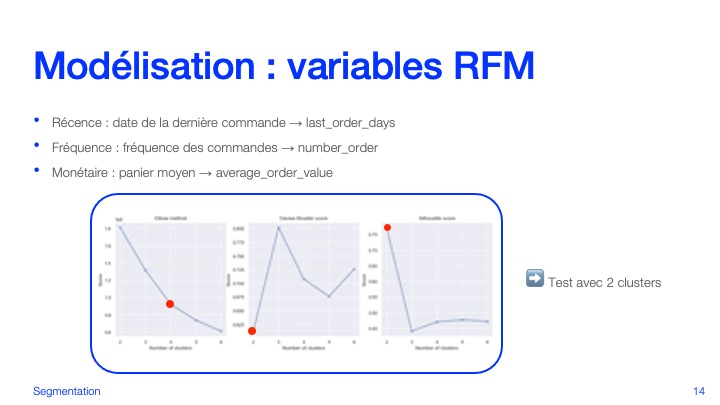 Modélisation : variables RFM
• Récence : date de la dernière commande → last_order_days
• Fréquence : fréquence des commandes → number_order
• Monétaire : panier moyen → average_order_value
Elbow method
Davies-Bouldin score
Silhouette score
Number of clusters
Number of clusters
Number of clusters
➡ Test avec 2 clusters
Segmentation
14